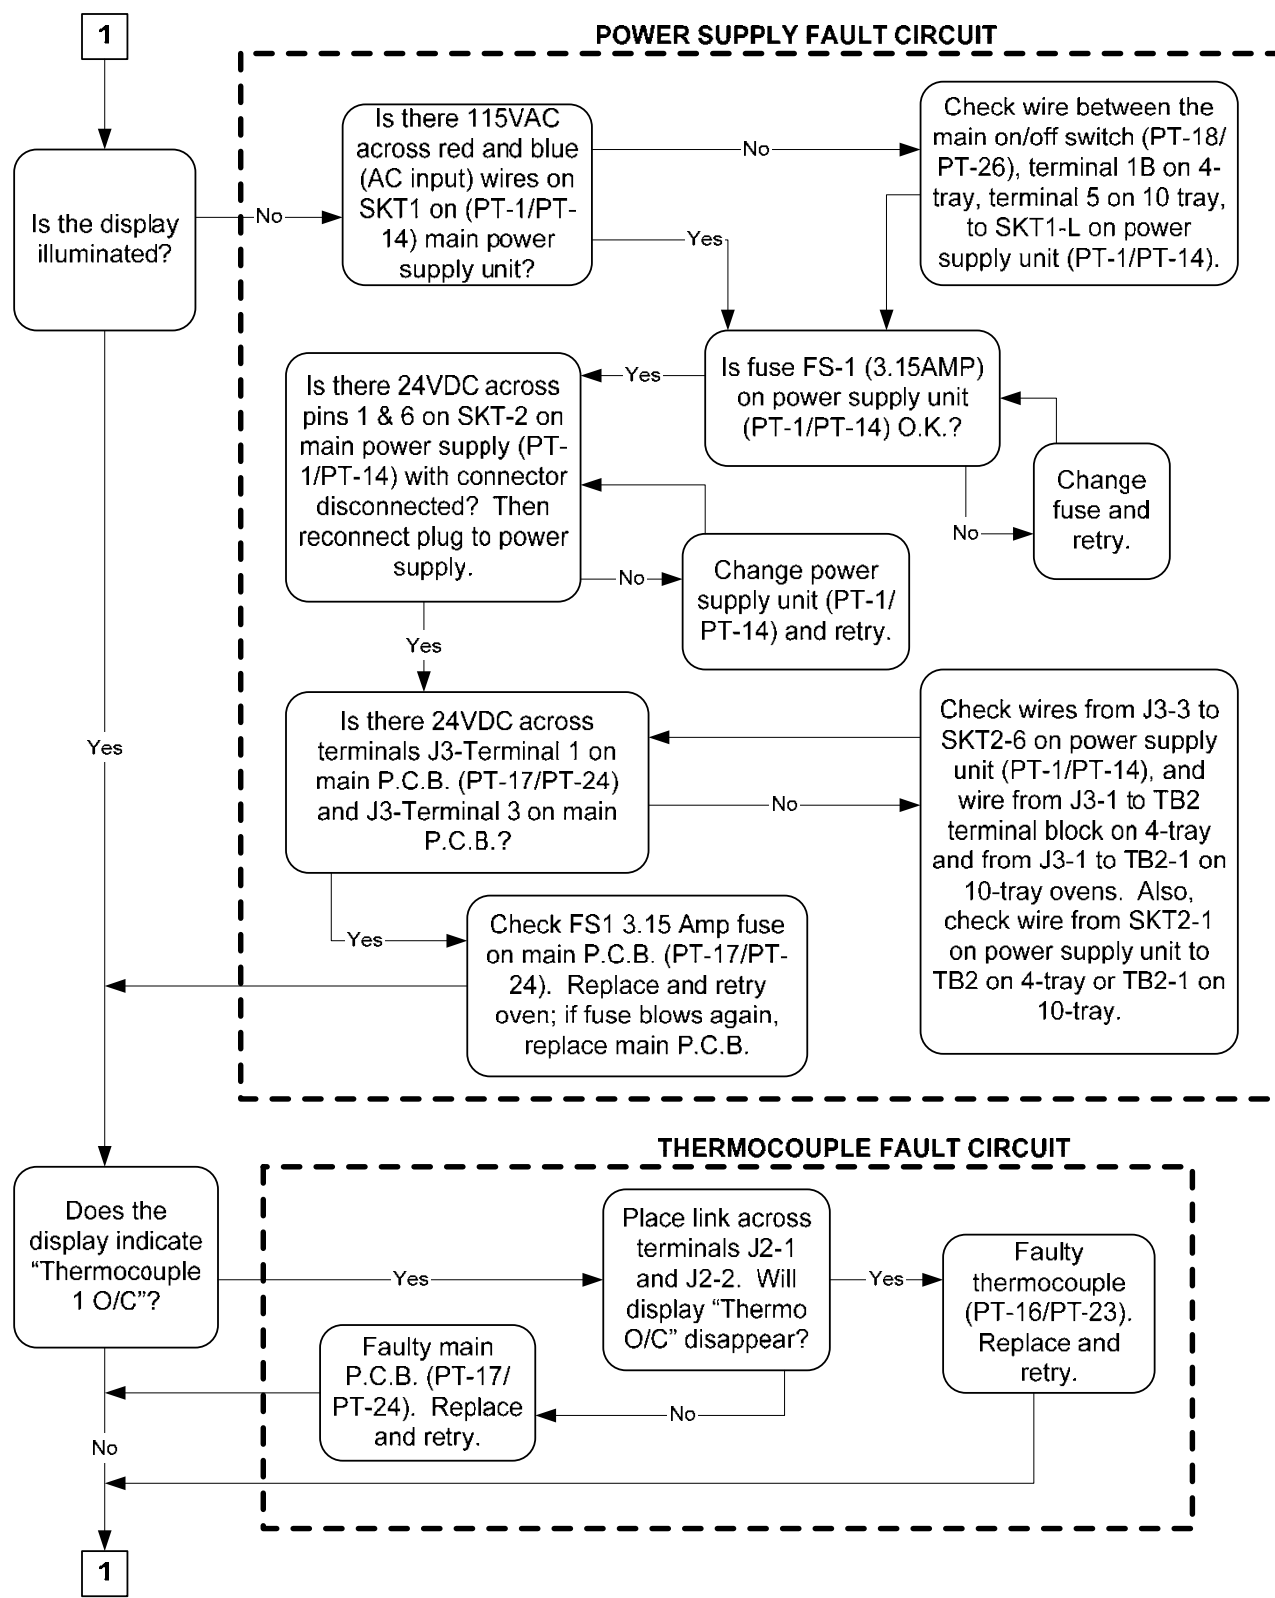 1
POWER SUPPLY FAULT CIRCUIT
Is the display
illuminated?
No
Is there 115VAC
across red and blue
(AC input) wires on
SKT1 on (PT-1/PT-
14) main power
supply unit?
No
Check wire between the
main on/off switch (PT-18/
PT-26), terminal 1B on 4-
tray, terminal 5 on 10 tray,
to SKT1-L on power
supply unit (PT-1/PT-14).
Yes
Is fuse FS-1 (3.15AMP)
on power supply unit
(PT-1/PT-14) O.K.?
No
Change
fuse and
retry.
Yes
Is there 24VDC across
pins 1 & 6 on SKT-2 on
main power supply (PT-
1/PT-14) with connector
disconnected?  Then
reconnect plug to power
supply.
No
Change power
supply unit (PT-1/
PT-14) and retry.
Yes
Is there 24VDC across
terminals J3-Terminal 1 on
main P.C.B. (PT-17/PT-24)
and J3-Terminal 3 on main
P.C.B.?
No
Check wires from J3-3 to
SKT2-6 on power supply
unit (PT-1/PT-14), and
wire from J3-1 to TB2
terminal block on 4-tray
and from J3-1 to TB2-1 on
10-tray ovens.  Also,
check wire from SKT2-1
on power supply unit to
TB2 on 4-tray or TB2-1 on
10-tray.
Yes
Check FS1 3.15 Amp fuse
on main P.C.B. (PT-17/PT-
24).  Replace and retry
oven; if fuse blows again,
replace main P.C.B.
Yes
THERMOCOUPLE FAULT CIRCUIT
Does the
display indicate
“Thermocouple
1 O/C”?
Yes
Place link across
terminals J2-1
and J2-2.  Will
display “Thermo
O/C” disappear?
Yes
Faulty
thermocouple
(PT-16/PT-23).
Replace and
retry.
No
Faulty main
P.C.B. (PT-17/
PT-24).  Replace
and retry.
No
1